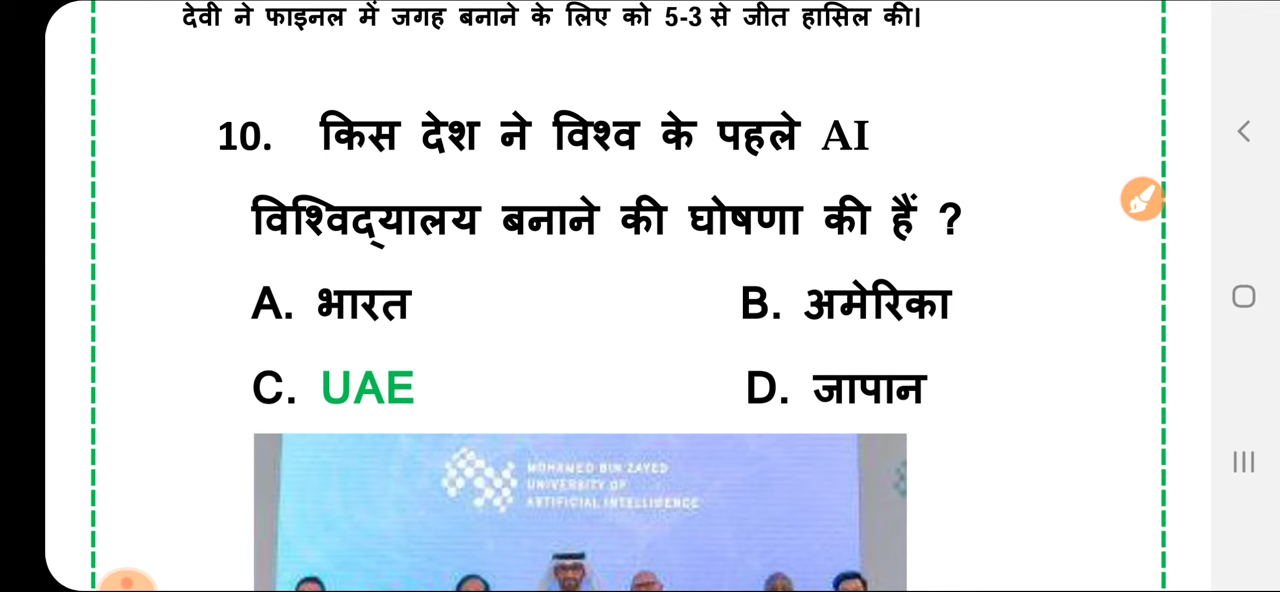 देवी ने फाइनल में जगह बनाने के लिए को 5-3 से जीत हासिल की।
10. किस देश ने विश्व के पहले AI
विश्विद्यालय बनाने की घोषणा की हैं ?
A. भारत B. अमेरिका
C. UAE D. जापान
MOHAMED BIN ZAYED
UNIVERSITY OF
ARTIFICIAL INTELLIGENCE